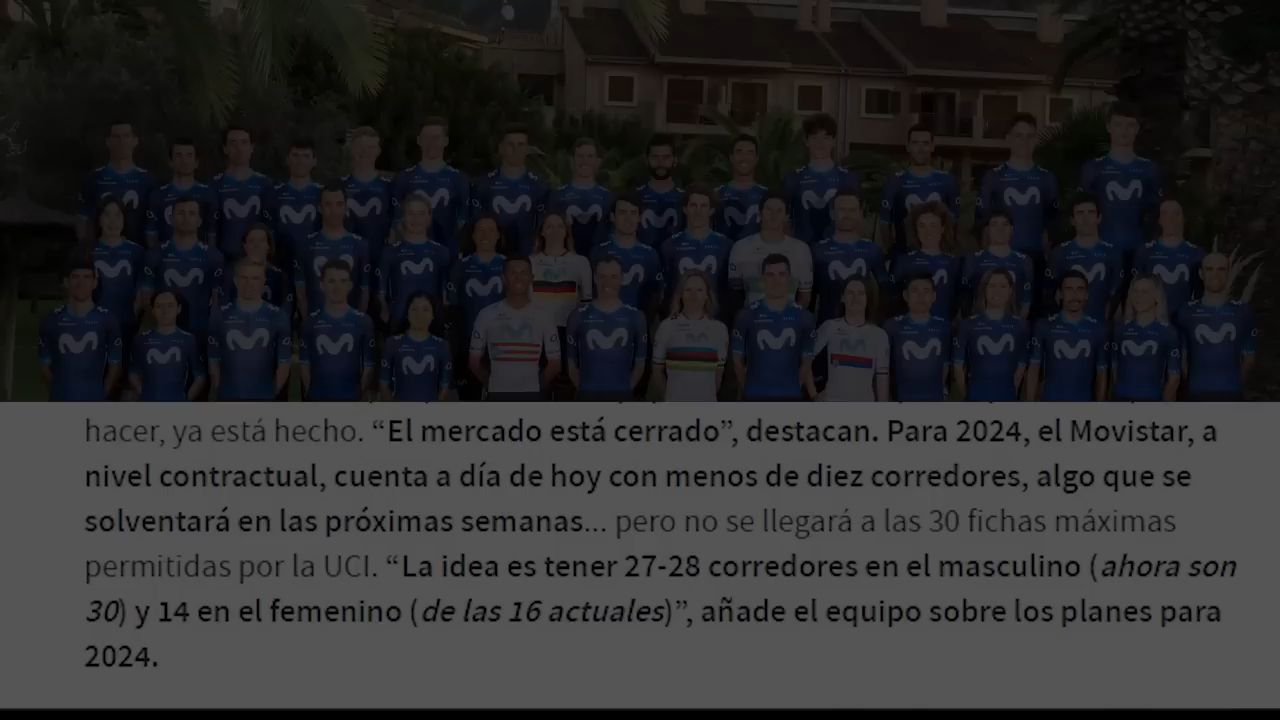 hacer, ya está hecho. “El mercado está cerrado”, destacan. Para 2024, el Movistar, a
nivel contractual, cuenta a día de hoy con menos de diez corredores, algo que se
solventará en las próximas semanas... pero no se llegará a las 30 fichas máximas
permitidas por la UCI. “La idea es tener 27-28 corredores en el masculino (ahora son
30) y 14 en el femenino (de las 16 actuales)”, añade el equipo sobre los planes para
2024.